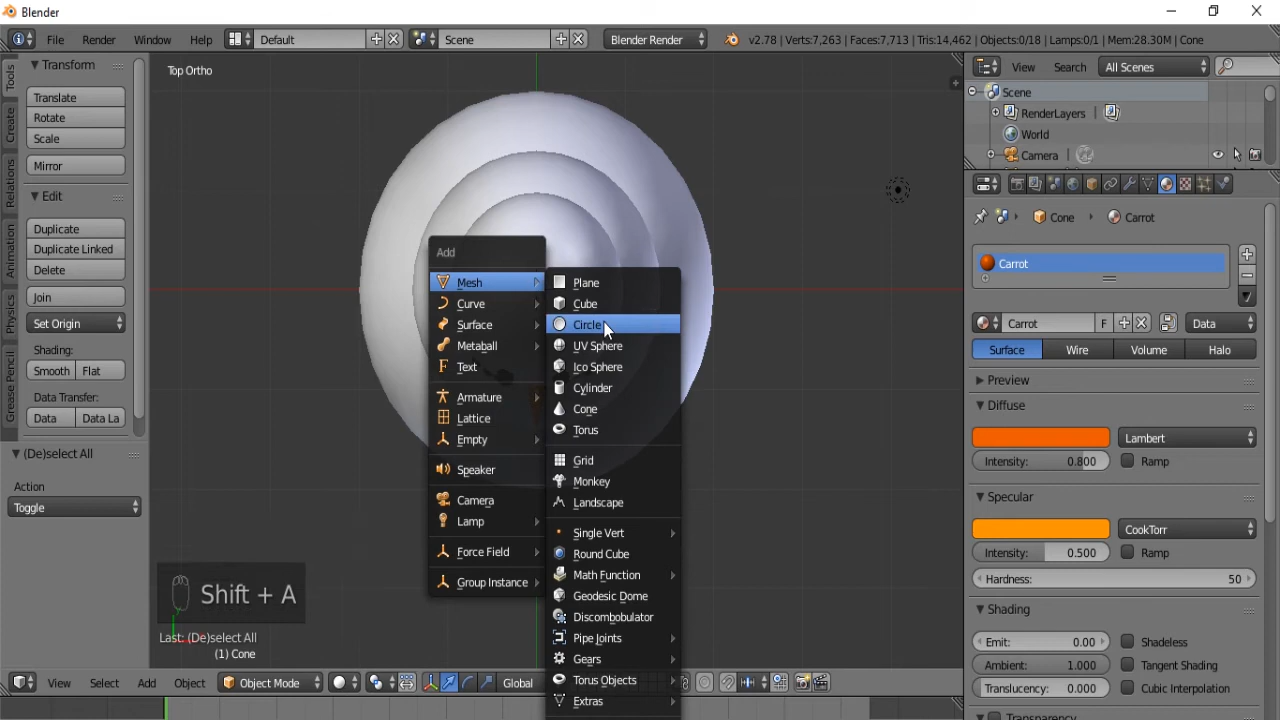 Blender
File Render Window Help Default Scene Blender Render v2.78 | Verts:7,263 | Faces:7,713 | Tris:14,462 | Objects:0/18 | Lamps:0/1 | Mem:28.30M | Cone
Tools
Create
Relations
Animation
Physics
Grease Pencil
Transform
Translate
Rotate
Scale
Mirror
Edit
Duplicate
Duplicate Linked
Delete
Join
Set Origin
Shading:
Smooth Flat
Data Transfer:
Data Data La
(De)select All
Action
Toggle
Top Ortho
Add
Mesh
Curve
Surface
Metaball
Text
Armature
Lattice
Empty
Speaker
Camera
Lamp
Force Field
Group Instance
Plane
Cube
Circle
UV Sphere
Ico Sphere
Cylinder
Cone
Torus
Grid
Monkey
Landscape
Single Vert
Round Cube
Math Function
Geodesic Dome
Discombobulator
Pipe Joints
Gears
Torus Objects
Extras
Shift + A
Last: (De)select All
(1) Cone
View Select Add Object Object Mode Global
View Search All Scenes
Scene
RenderLayers
World
Camera
Cone Carrot
Carrot
Carrot F Data
Surface Wire Volume Halo
Preview
Diffuse
Lambert
Intensity: 0.800 Ramp
Specular
CookTorr
Intensity: 0.500 Ramp
Hardness: 50
Shading
Emit: 0.00 Shadeless
Ambient: 1.000 Tangent Shading
Translucency: 0.000 Cubic Interpolation
Transparency